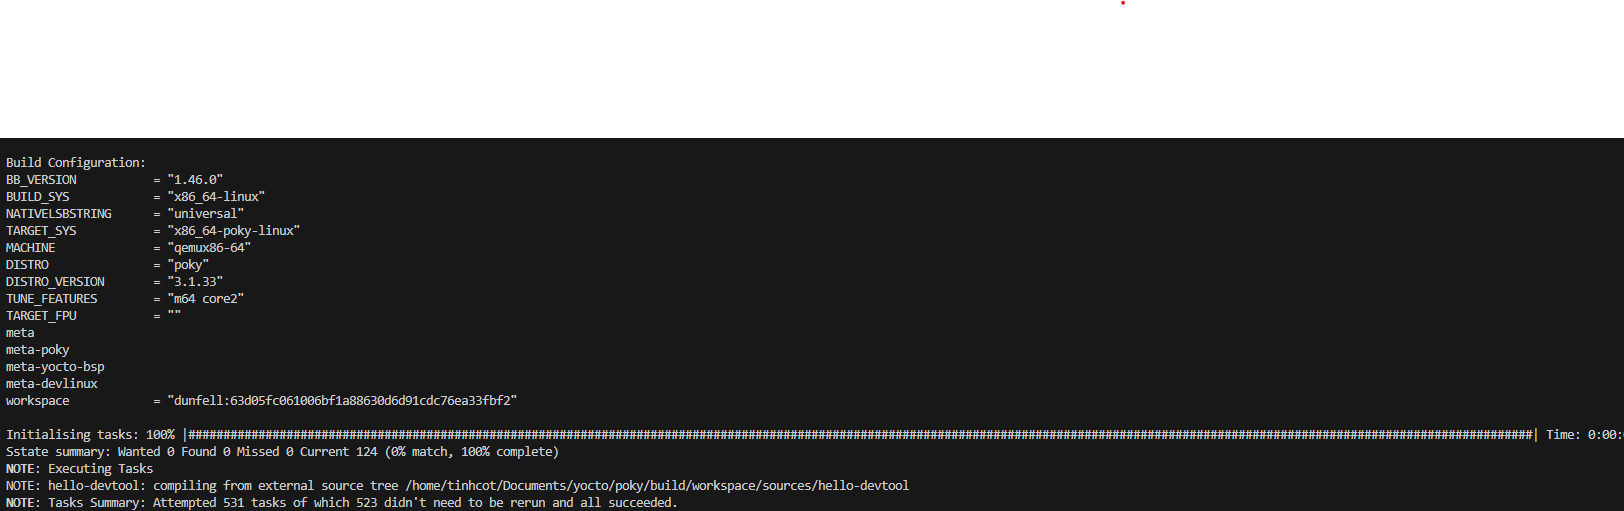 Build Configuration:
BB_VERSION = "1.46.0"
BUILD_SYS = "x86_64-linux"
NATIVELSBSTRING = "universal"
TARGET_SYS = "x86_64-poky-linux"
MACHINE = "qemux86-64"
DISTRO = "poky"
DISTRO_VERSION = "3.1.33"
TUNE_FEATURES = "m64 core2"
TARGET_FPU = ""
meta
meta-poky
meta-yocto-bsp
meta-devlinux
workspace = "dunfell:63d05fc061006bf1a88630d6d91cdc76ea33fbf2"
Initialising tasks: 100% |################################################################################################################################################################################################| Time: 0:00:
Sstate summary: Wanted 0 Found 0 Missed 0 Current 124 (0% match, 100% complete)
NOTE: Executing Tasks
NOTE: hello-devtool: compiling from external source tree /home/tinhcot/Documents/yocto/poky/build/workspace/sources/hello-devtool
NOTE: Tasks Summary: Attempted 531 tasks of which 523 didn't need to be rerun and all succeeded.